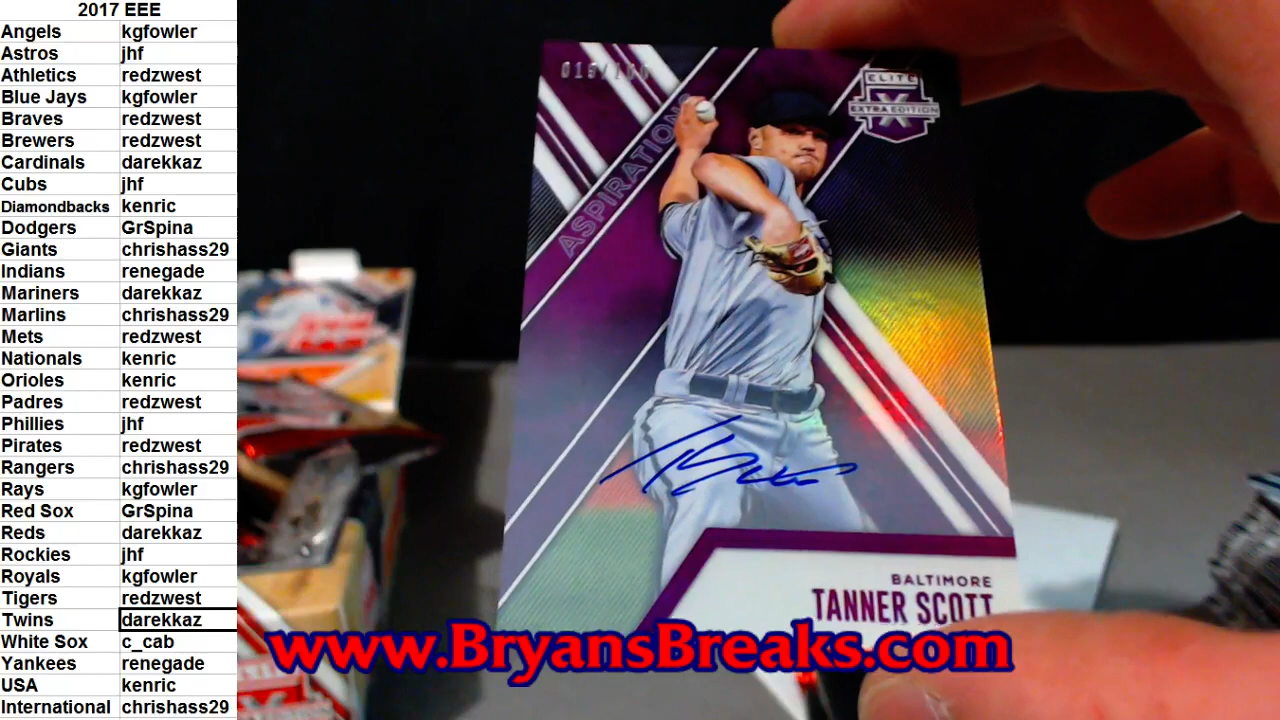 2017 EEE
Angels kgfowler
Astros jhf
Athletics redzwest
Blue Jays kgfowler
Braves redzwest
Brewers redzwest
Cardinals darekkaz
Cubs jhf
Diamondbacks kenric
Dodgers GrSpina
Giants chrishass29
Indians renegade
Mariners darekkaz
Marlins chrishass29
Mets redzwest
Nationals kenric
Orioles kenric
Padres redzwest
Phillies jhf
Pirates redzwest
Rangers chrishass29
Rays kgfowler
Red Sox GrSpina
Reds darekkaz
Rockies jhf
Royals kgfowler
Tigers redzwest
Twins darekkaz
White Sox c_cab
Yankees renegade
USA kenric
International chrishass29
ELITE
X
EXTRA EDITION
ASPIRATIONS
BALTIMORE
TANNER SCOTT
www.BryansBreaks.com